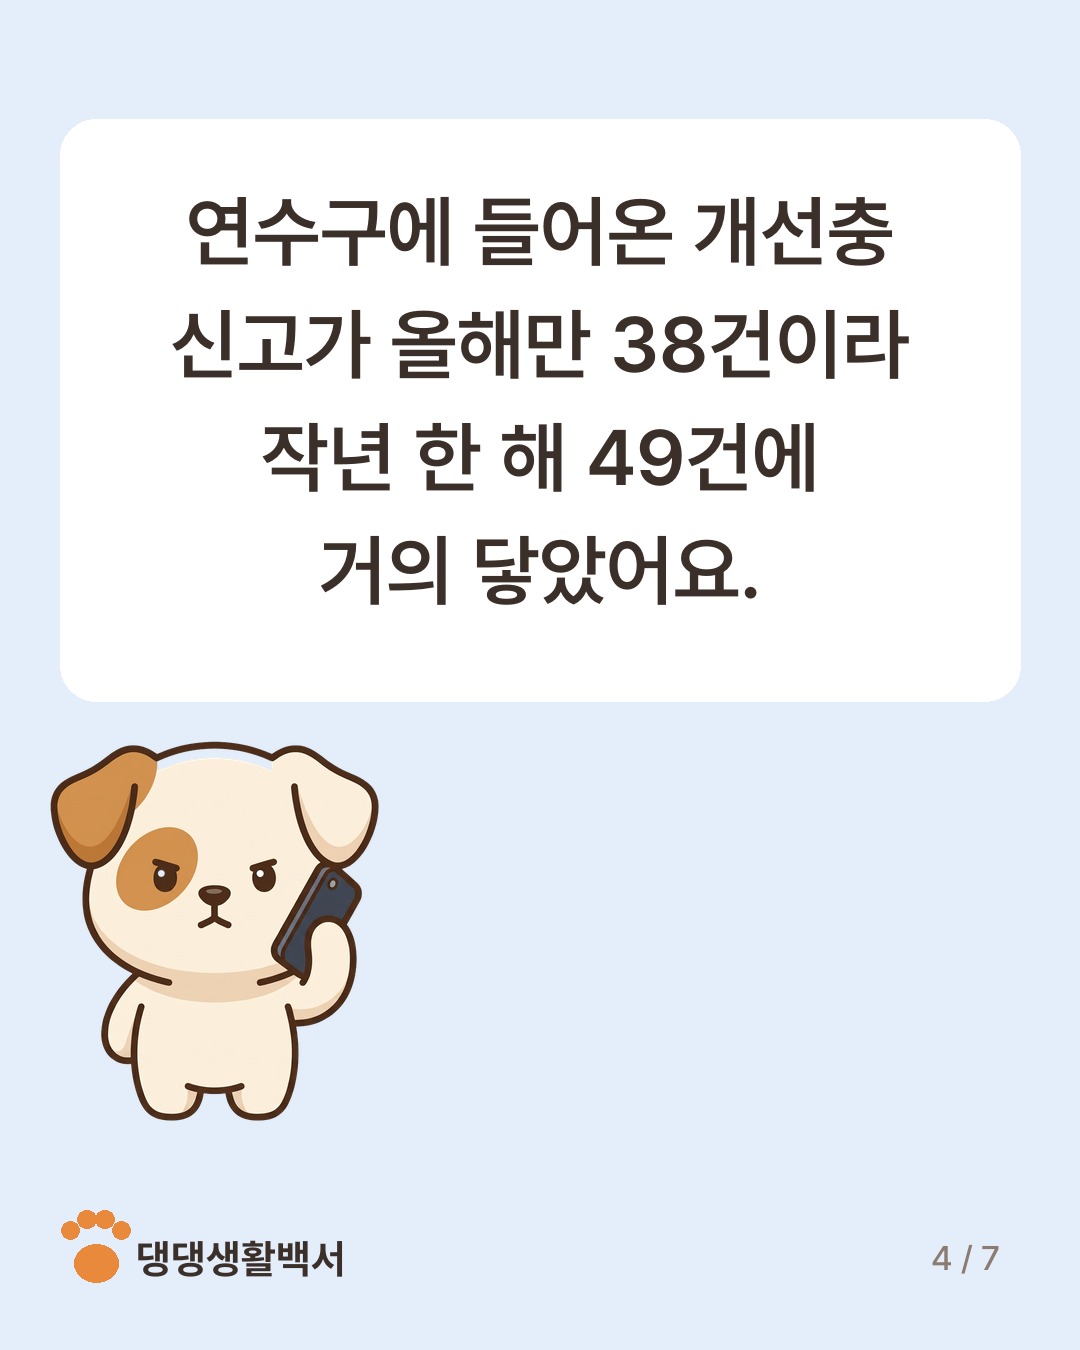 연수구에 들어온 개선충
신고가 올해만 38건이라
작년 한 해 49건에
거의 닿았어요.
댕댕생활백서
4 / 7